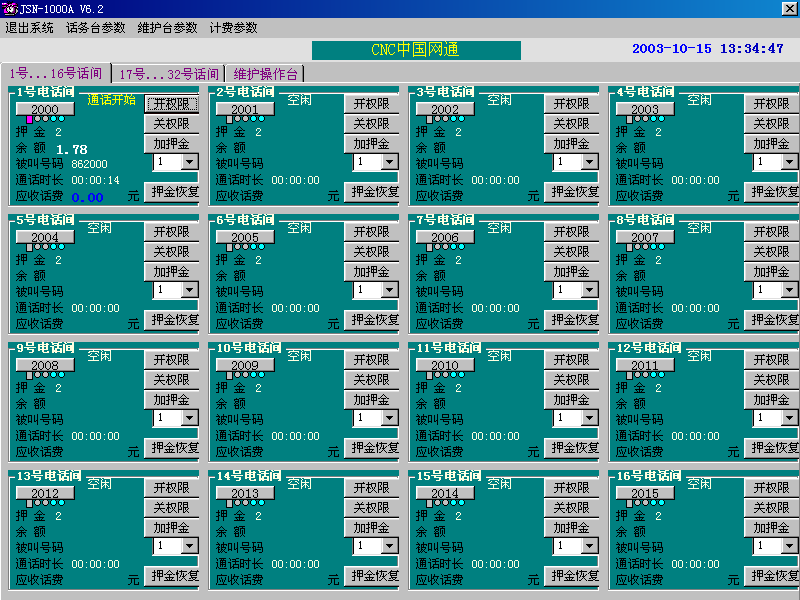 JSN-1000A V6.2
退出系统 话务台参数 维护台参数 计费参数
CNC中国网通
2003-10-15 13:34:47
1号...16号话间 17号...32号话间 维护操作台
1号电话间
2000
通话开始
开权限
关权限
押 金 2
加押金
余 额 1.78
被叫号码 862000
1
通话时长 00:00:14
应收话费 0.00 元
押金恢复
2号电话间
2001
空闲
开权限
关权限
押 金 2
加押金
余 额
被叫号码
1
通话时长 00:00:00
应收话费 元
押金恢复
3号电话间
2002
空闲
开权限
关权限
押 金 2
加押金
余 额
被叫号码
1
通话时长 00:00:00
应收话费 元
押金恢复
4号电话间
2003
空闲
开权限
关权限
押 金 2
加押金
余 额
被叫号码
1
通话时长 00:00:00
应收话费 元
押金恢复
5号电话间
2004
空闲
开权限
关权限
押 金 2
加押金
余 额
被叫号码
1
通话时长 00:00:00
应收话费 元
押金恢复
6号电话间
2005
空闲
开权限
关权限
押 金 2
加押金
余 额
被叫号码
1
通话时长 00:00:00
应收话费 元
押金恢复
7号电话间
2006
空闲
开权限
关权限
押 金 2
加押金
余 额
被叫号码
1
通话时长 00:00:00
应收话费 元
押金恢复
8号电话间
2007
空闲
开权限
关权限
押 金 2
加押金
余 额
被叫号码
1
通话时长 00:00:00
应收话费 元
押金恢复
9号电话间
2008
空闲
开权限
关权限
押 金 2
加押金
余 额
被叫号码
1
通话时长 00:00:00
应收话费 元
押金恢复
10号电话间
2009
空闲
开权限
关权限
押 金 2
加押金
余 额
被叫号码
1
通话时长 00:00:00
应收话费 元
押金恢复
11号电话间
2010
空闲
开权限
关权限
押 金 2
加押金
余 额
被叫号码
1
通话时长 00:00:00
应收话费 元
押金恢复
12号电话间
2011
空闲
开权限
关权限
押 金 2
加押金
余 额
被叫号码
1
通话时长 00:00:00
应收话费 元
押金恢复
13号电话间
2012
空闲
开权限
关权限
押 金 2
加押金
余 额
被叫号码
1
通话时长 00:00:00
应收话费 元
押金恢复
14号电话间
2013
空闲
开权限
关权限
押 金 2
加押金
余 额
被叫号码
1
通话时长 00:00:00
应收话费 元
押金恢复
15号电话间
2014
空闲
开权限
关权限
押 金 2
加押金
余 额
被叫号码
1
通话时长 00:00:00
应收话费 元
押金恢复
16号电话间
2015
空闲
开权限
关权限
押 金 2
加押金
余 额
被叫号码
1
通话时长 00:00:00
应收话费 元
押金恢复